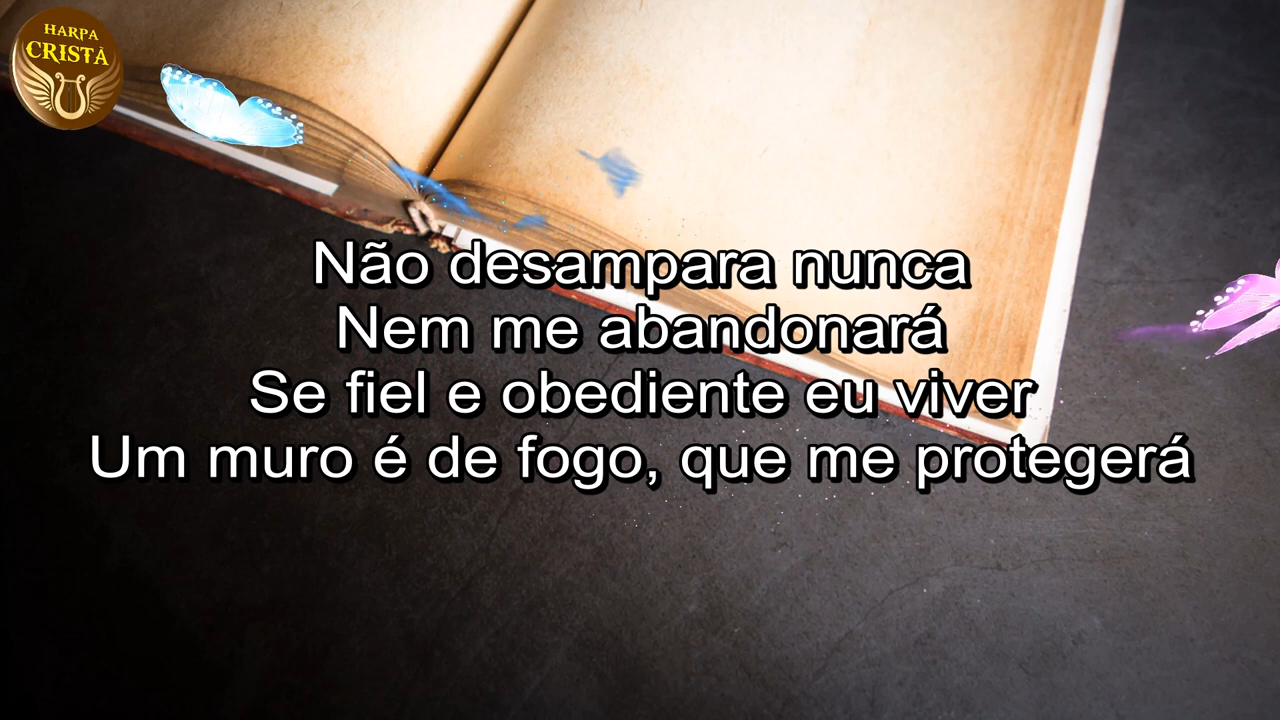 HARPA
CRISTÃ
Não desampara nunca
Nem me abandonará
Se fiel e obediente eu viver
Um muro é de fogo, que me protegerá